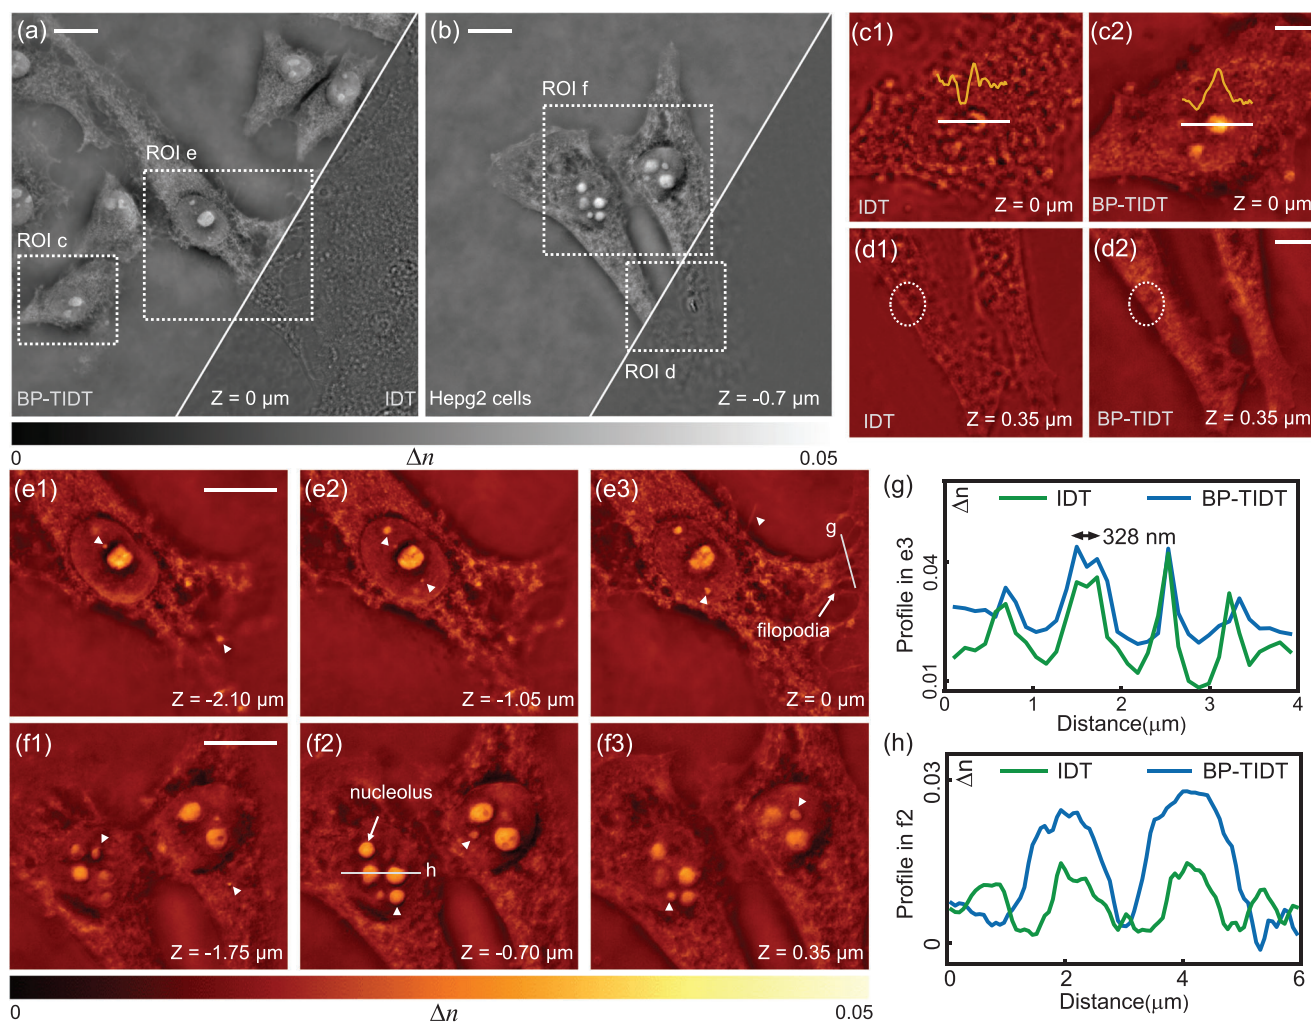 (a)
ROI e
ROI c
BP-TIDT
Z = 0 μm
IDT
(b)
ROI f
ROI d
Hepg2 cells
Z = -0.7 μm
(c1)
IDT
Z = 0 μm
(c2)
BP-TIDT
Z = 0 μm
(d1)
IDT
Z = 0.35 μm
(d2)
BP-TIDT
Z = 0.35 μm
0
Δn
0.05
(e1)
Z = -2.10 μm
(e2)
Z = -1.05 μm
(e3)
g
filopodia
Z = 0 μm
(g)
Δn
IDT
BP-TIDT
328 nm
Profile in e3
0.04
0.01
0 1 2 3 4
Distance(μm)
(f1)
Z = -1.75 μm
(f2)
nucleolus
h
Z = -0.70 μm
(f3)
Z = 0.35 μm
(h)
Δn
IDT
BP-TIDT
Profile in f2
0.03
0
0 2 4 6
Distance(μm)
0
Δn
0.05